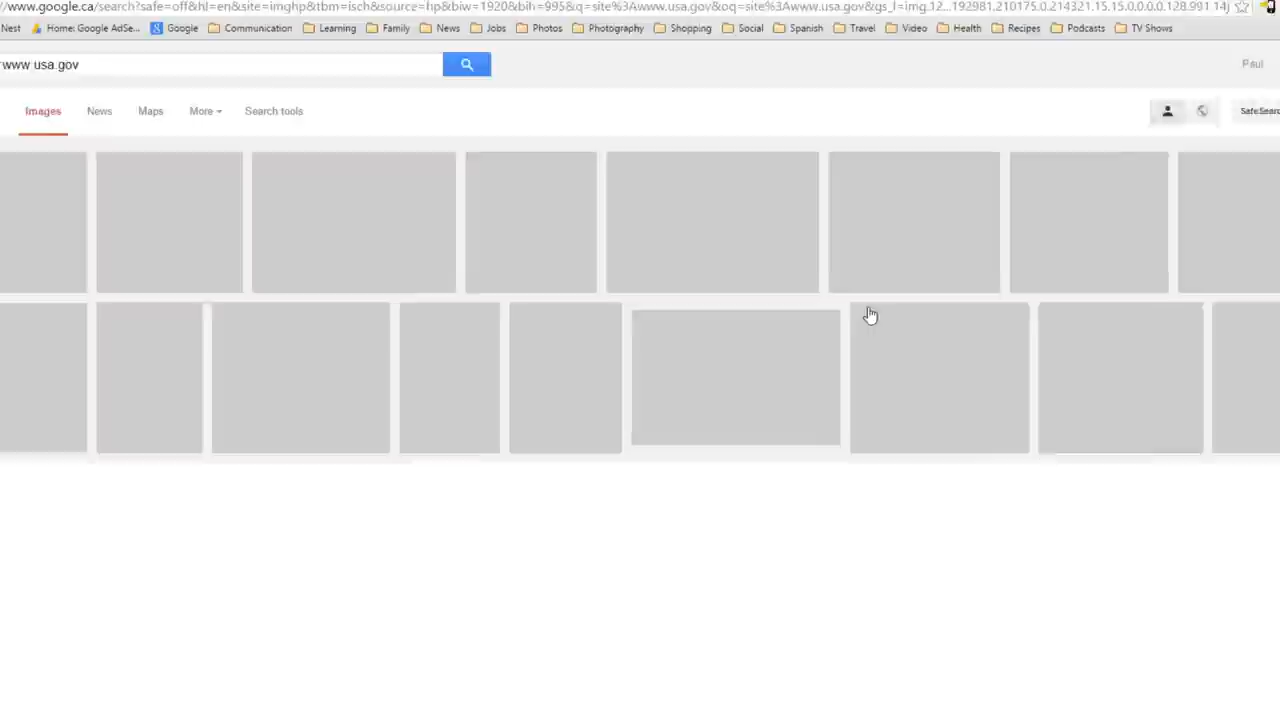 //www.google.ca/search?safe=off&hl=en&site=imghp&tbm=isch&source=hp&biw=1920&bih=995&q=site%3Awww.usa.gov&oq=site%3Awww.usa.gov&gs_l=img.12...192981.210175.0.214321.15.15.0.0.0.0.128.991.14j
Nest Home: Google AdSe... Google Communication Learning Family News Jobs Photos Photography Shopping Social Spanish Travel Video Health Recipes Podcasts TV Shows
www usa.gov Paul
Images News Maps More Search tools SafeSearc